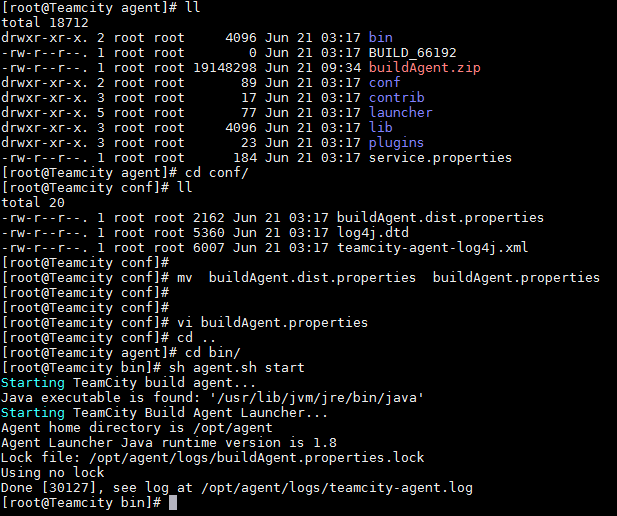 [root@Teamcity agent]# ll
total 18712
drwxr-xr-x. 2 root root     4096 Jun 21 03:17 bin
-rw-r--r--. 1 root root        0 Jun 21 03:17 BUILD_66192
-rw-r--r--. 1 root root 19148298 Jun 21 09:34 buildAgent.zip
drwxr-xr-x. 2 root root       89 Jun 21 03:17 conf
drwxr-xr-x. 3 root root       17 Jun 21 03:17 contrib
drwxr-xr-x. 5 root root       77 Jun 21 03:17 launcher
drwxr-xr-x. 3 root root     4096 Jun 21 03:17 lib
drwxr-xr-x. 3 root root       23 Jun 21 03:17 plugins
-rw-r--r--. 1 root root      184 Jun 21 03:17 service.properties
[root@Teamcity agent]# cd conf/
[root@Teamcity conf]# ll
total 20
-rw-r--r--. 1 root root 2162 Jun 21 03:17 buildAgent.dist.properties
-rw-r--r--. 1 root root 5360 Jun 21 03:17 log4j.dtd
-rw-r--r--. 1 root root 6007 Jun 21 03:17 teamcity-agent-log4j.xml
[root@Teamcity conf]#
[root@Teamcity conf]# mv  buildAgent.dist.properties  buildAgent.properties
[root@Teamcity conf]#
[root@Teamcity conf]#
[root@Teamcity conf]# vi buildAgent.properties
[root@Teamcity conf]# cd ..
[root@Teamcity agent]# cd bin/
[root@Teamcity bin]# sh agent.sh start
Starting TeamCity build agent...
Java executable is found: '/usr/lib/jvm/jre/bin/java'
Starting TeamCity Build Agent Launcher...
Agent home directory is /opt/agent
Agent Launcher Java runtime version is 1.8
Lock file: /opt/agent/logs/buildAgent.properties.lock
Using no lock
Done [30127], see log at /opt/agent/logs/teamcity-agent.log
[root@Teamcity bin]#